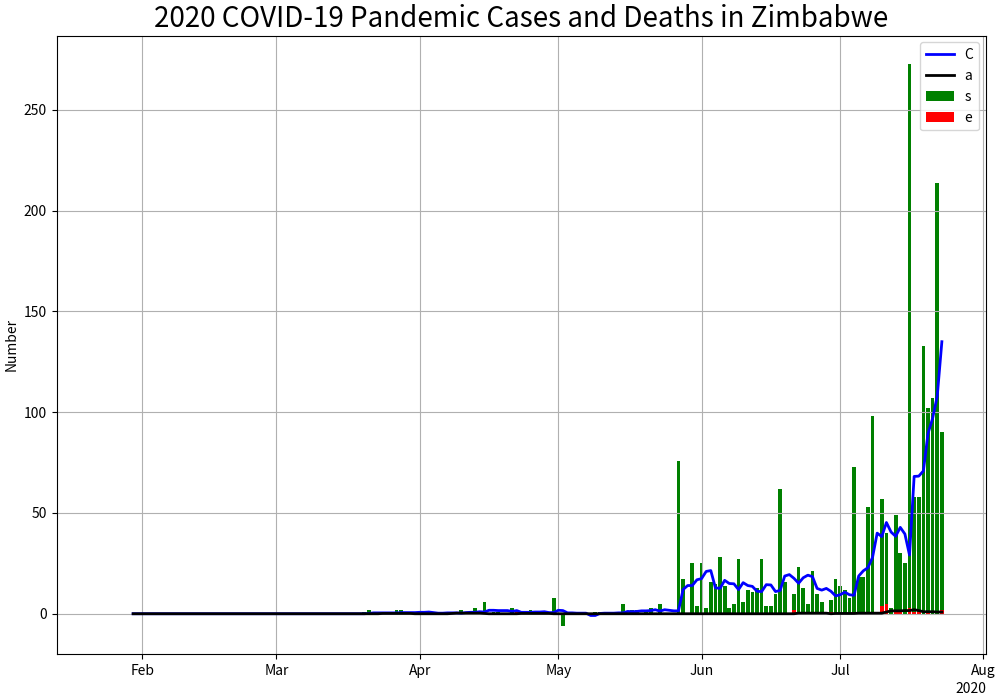 2020 COVID-19 Pandemic Cases and Deaths in Zimbabwe
C
a
s
e
250
200
150
100
50
0
Number
Feb Mar Apr May Jun Jul Aug
2020